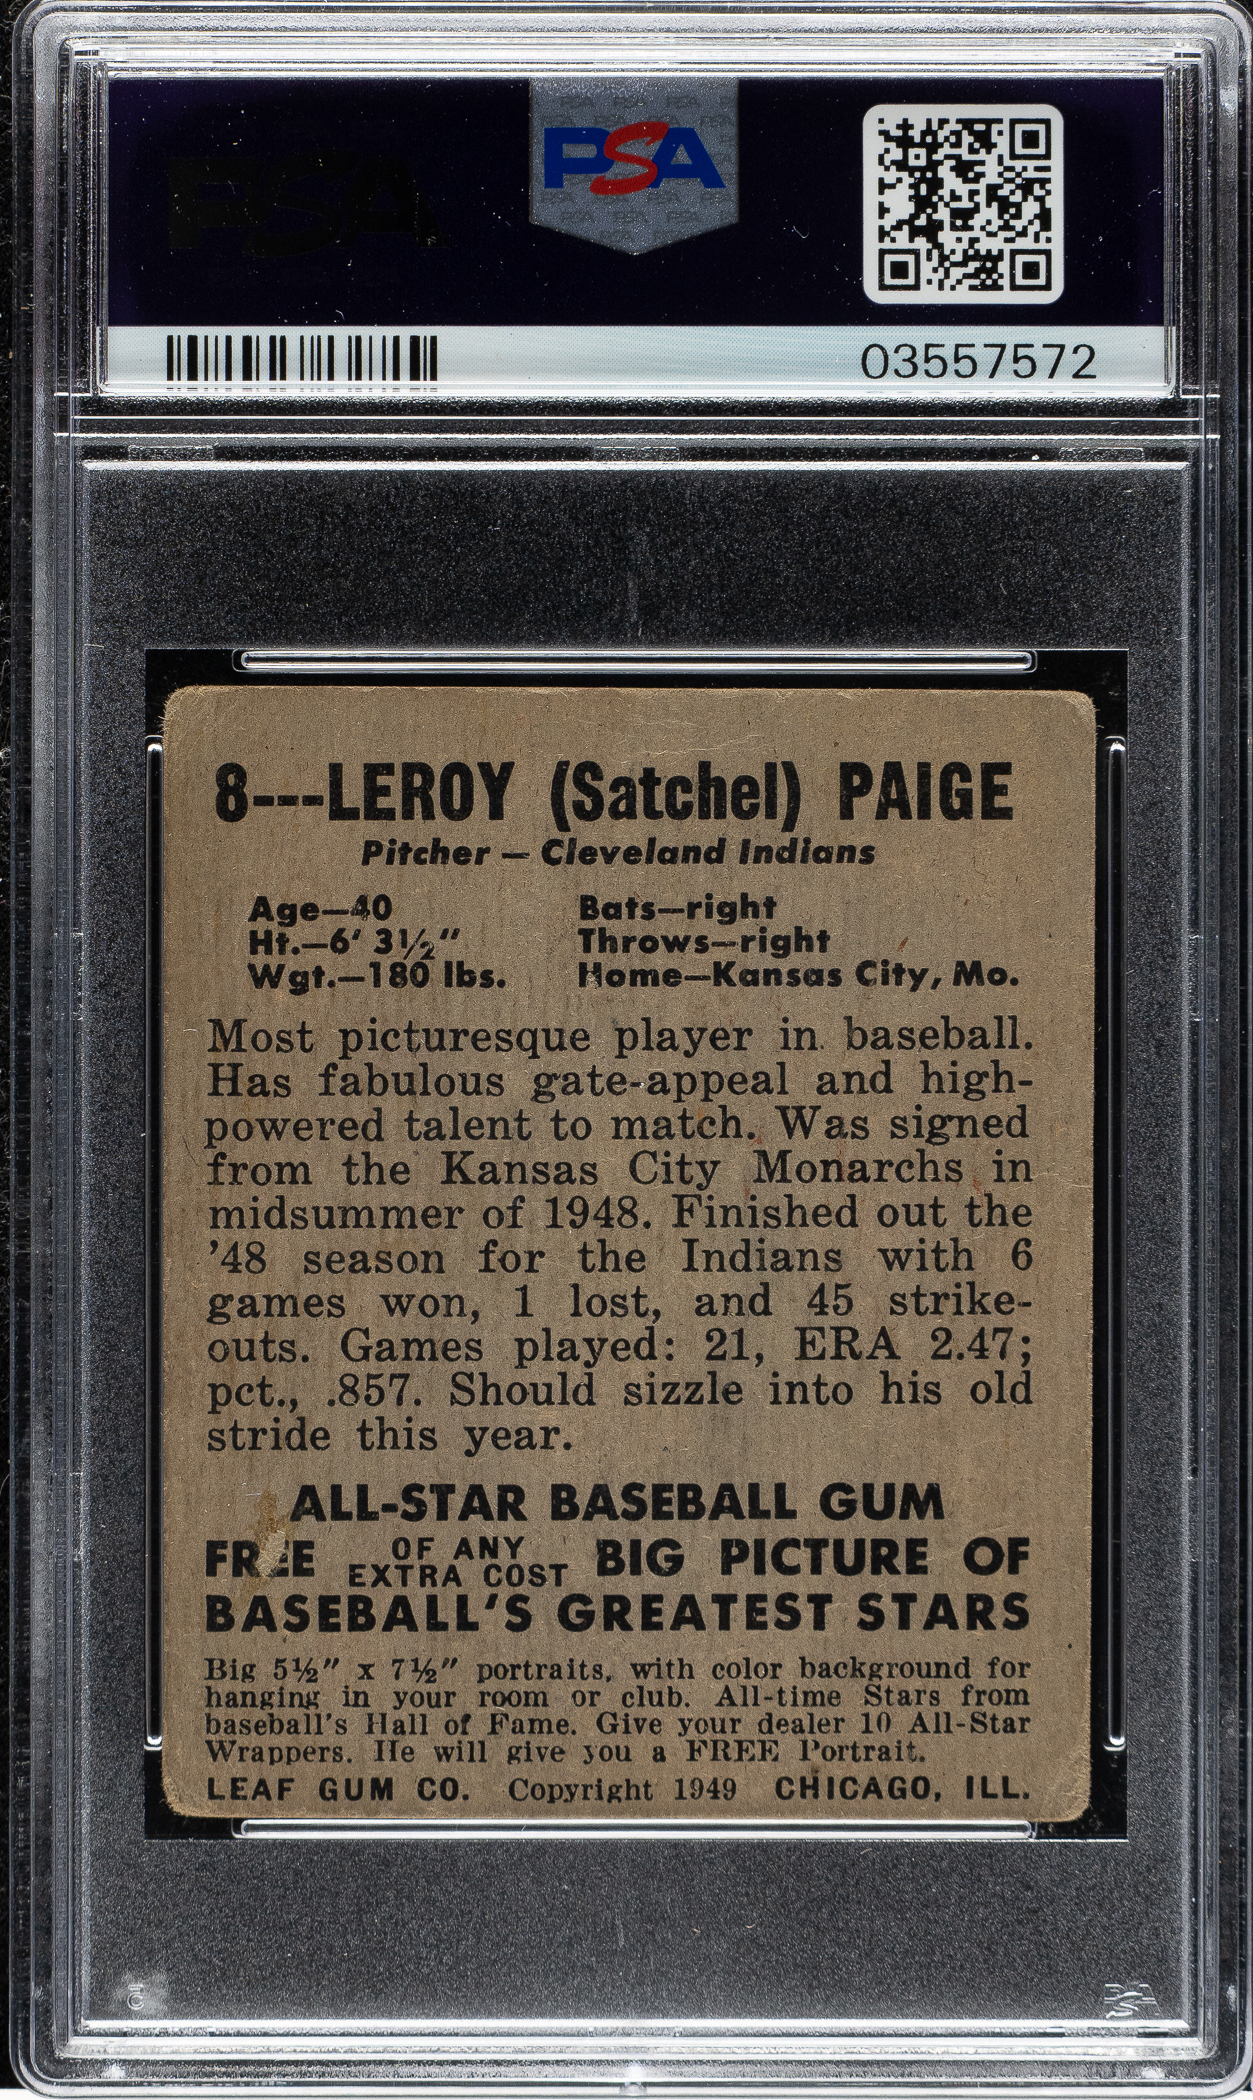 PSA
03557572
8---LEROY (Satchel) PAIGE
Pitcher – Cleveland Indians
Age—40 Bats—right
Ht.—6' 3½" Throws—right
Wgt.—180 lbs. Home—Kansas City, Mo.
Most picturesque player in baseball.
Has fabulous gate-appeal and high-
powered talent to match. Was signed
from the Kansas City Monarchs in
midsummer of 1948. Finished out the
'48 season for the Indians with 6
games won, 1 lost, and 45 strike-
outs. Games played: 21, ERA 2.47;
pct., .857. Should sizzle into his old
stride this year.
ALL-STAR BASEBALL GUM
FREE OF ANY EXTRA COST BIG PICTURE OF
BASEBALL'S GREATEST STARS
Big 5½" x 7½" portraits, with color background for
hanging in your room or club. All-time Stars from
baseball's Hall of Fame. Give your dealer 10 All-Star
Wrappers. He will give you a FREE Portrait.
LEAF GUM CO. Copyright 1949 CHICAGO, ILL.